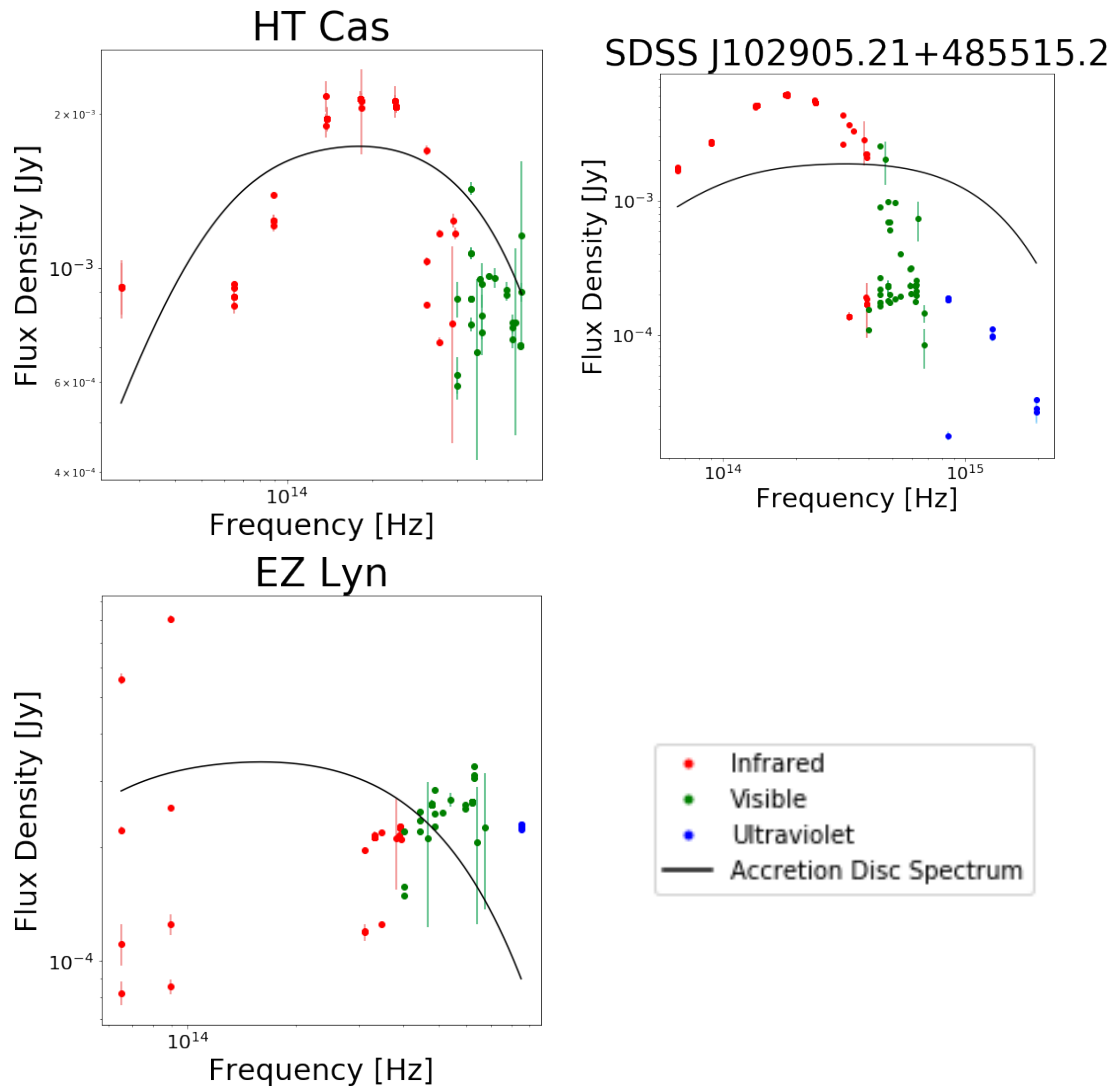 HT Cas
Flux Density [Jy]
2 × 10⁻³
10⁻³
6 × 10⁻⁴
4 × 10⁻⁴
10¹⁴
Frequency [Hz]
SDSS J102905.21+485515.2
Flux Density [Jy]
10⁻³
10⁻⁴
10¹⁴ 10¹⁵
Frequency [Hz]
EZ Lyn
Flux Density [Jy]
10⁻⁴
10¹⁴
Frequency [Hz]
Infrared
Visible
Ultraviolet
Accretion Disc Spectrum